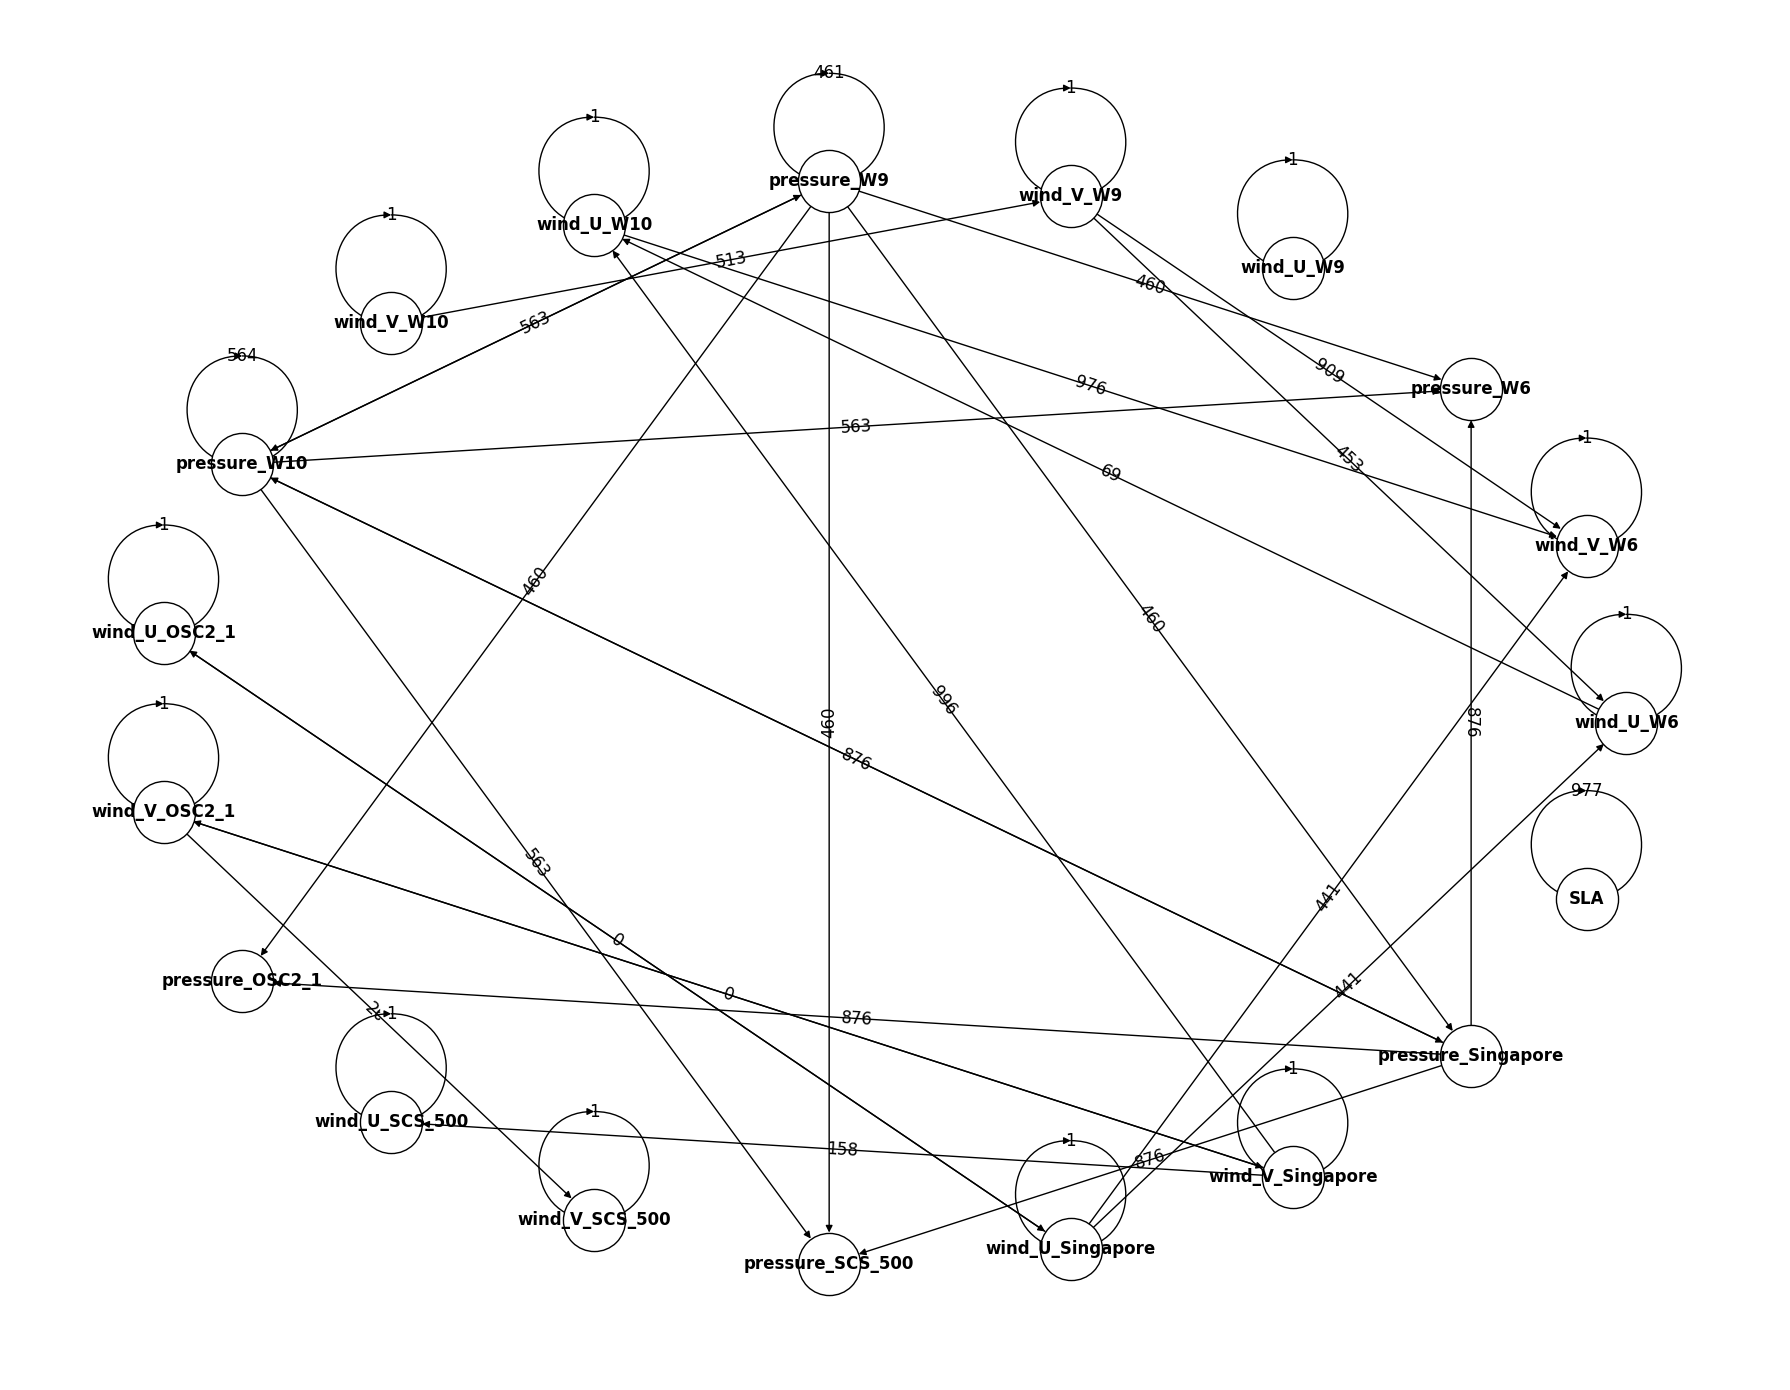 461
1
1
1
pressure_W9
1
wind_V_W9
1
wind_U_W10
513
wind_U_W9
460
563
wind_V_W10
564
909
976
pressure_W6
563
1
453
pressure_W10
69
1
wind_V_W6
460
460
1
wind_U_OSC2_1
996
1
460
876
wind_U_W6
876
977
wind_V_OSC2_1
563
441
SLA
0
pressure_OSC2_1
441
0
1
876
pressure_Singapore
1
1
wind_U_SCS_500
1
158
876
wind_V_Singapore
wind_V_SCS_500
wind_U_Singapore
pressure_SCS_500